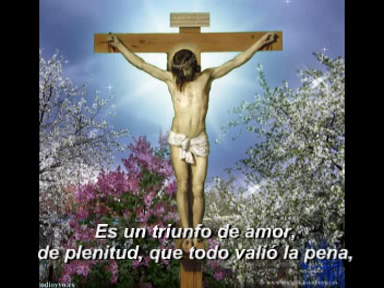 Es un triunfo de amor,
de plenitud, que todo valió la pena,